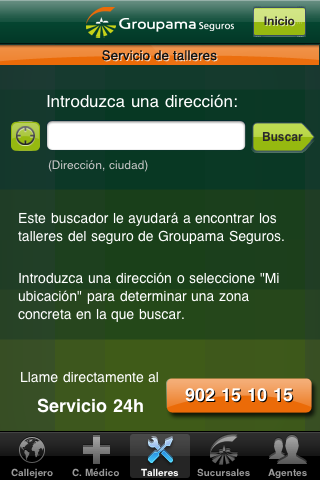 Groupama Seguros
Inicio
Servicio de talleres
Introduzca una dirección:
Buscar
(Dirección, ciudad)
Este buscador le ayudará a encontrar los
talleres del seguro de Groupama Seguros.
Introduzca una dirección o seleccione "Mi
ubicación" para determinar una zona
concreta en la que buscar.
Llame directamente al
Servicio 24h
902 15 10 15
Callejero
C. Médico
Talleres
Sucursales
Agentes